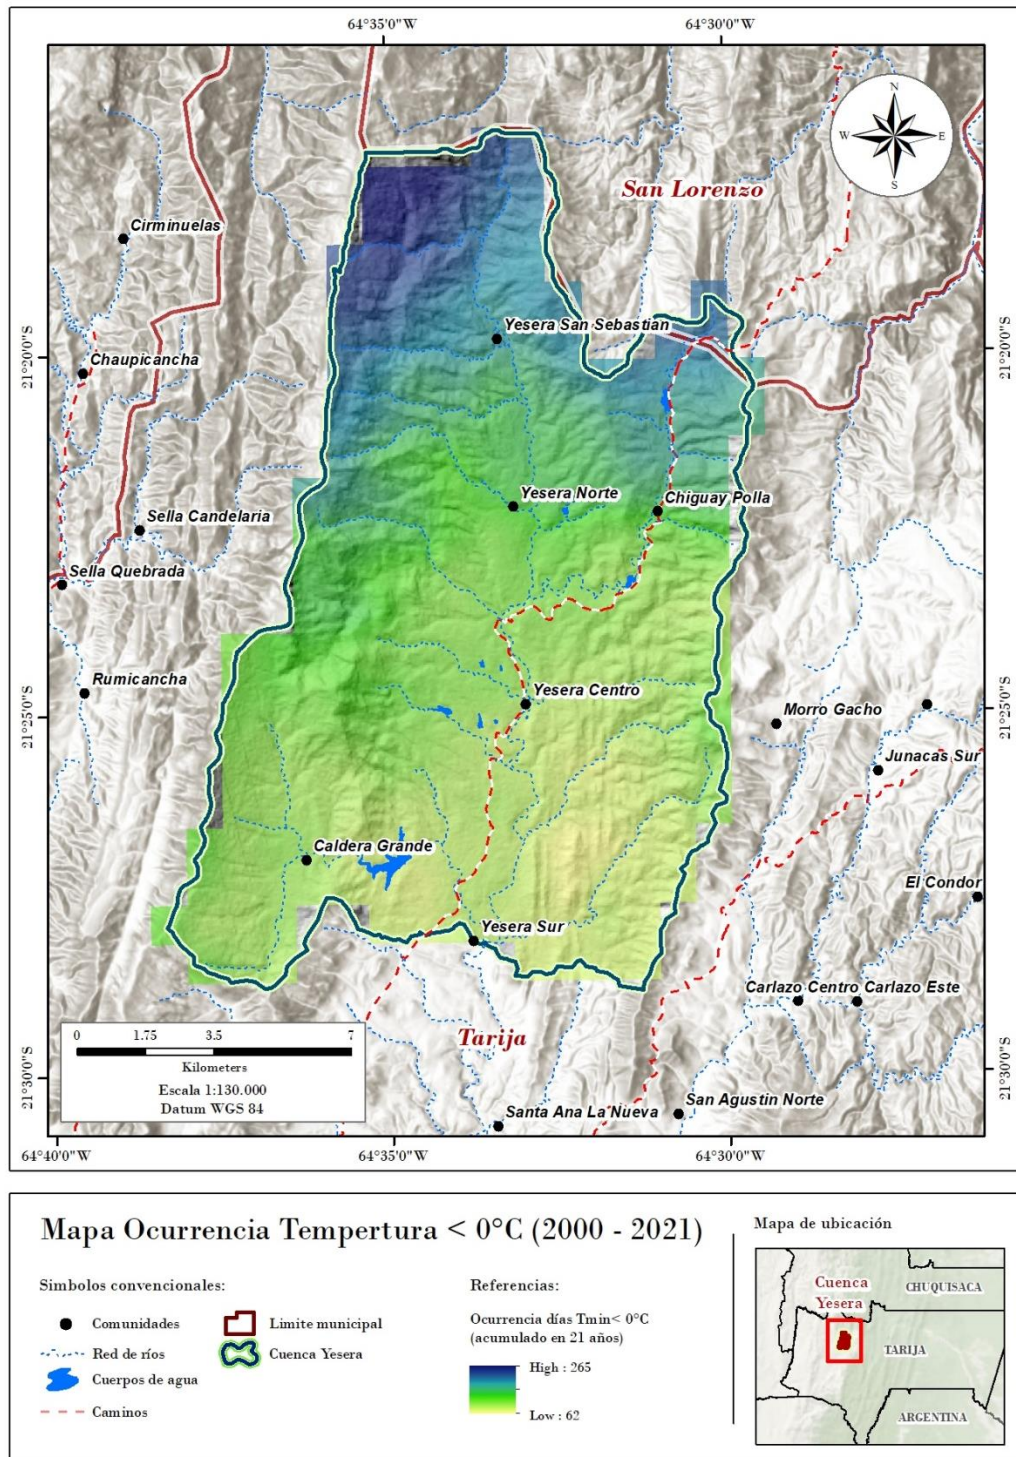 64°35'0"W
64°30'0"W
N
W
E
S
San Lorenzo
Cirminuelas
Yesera San Sebastian
21°20'0"S
21°20'0"S
Chaupicancha
Yesera Norte
Chiguay Polla
Sella Candelaria
Sella Quebrada
Rumicancha
Yesera Centro
Morro Gacho
21°25'0"S
21°25'0"S
Junacas Sur
Caldera Grande
El Condor
Yesera Sur
Carlazo Centro
Carlazo Este
Tarija
0
1.75
3.5
7
Kilometers
Escala 1:130.000
Datum WGS 84
21°30'0"S
21°30'0"S
Santa Ana La Nueva
San Agustin Norte
64°40'0"W
64°35'0"W
64°30'0"W
Mapa Ocurrencia Tempertura < 0°C (2000 - 2021)
Simbolos convencionales:
Comunidades
Red de ríos
Cuerpos de agua
Caminos
Limite municipal
Cuenca Yesera
Referencias:
Ocurrencia días Tmin< 0°C
(acumulado en 21 años)
High : 265
Low : 62
Mapa de ubicación
Cuenca
Yesera
CHUQUISACA
TARIJA
ARGENTINA